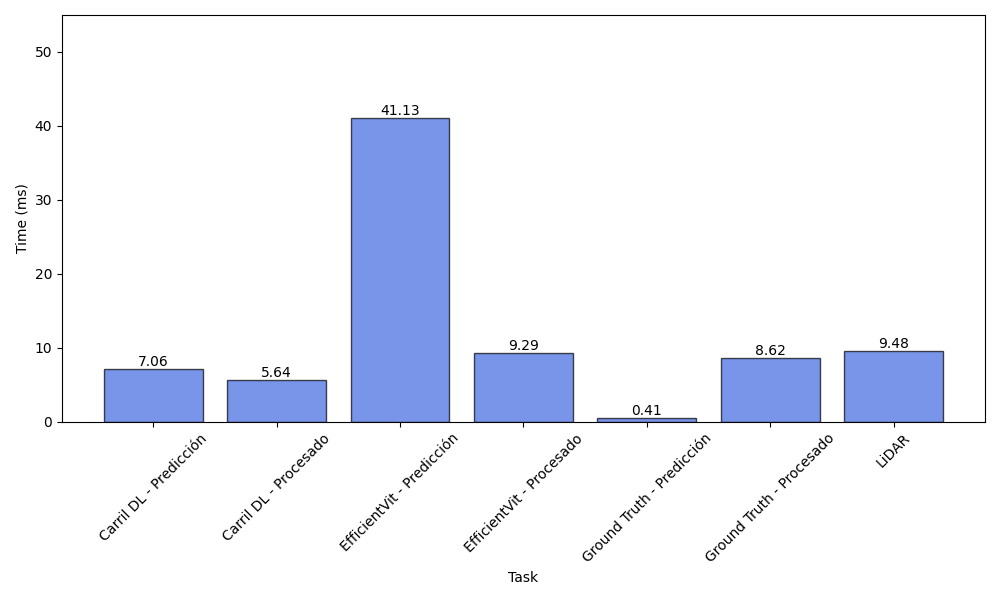 50
40
30
20
10
0
Time (ms)
7.06
5.64
41.13
9.29
0.41
8.62
9.48
Carril DL - Predicción
Carril DL - Procesado
EfficientVit - Predicción
EfficientVit - Procesado
Ground Truth - Predicción
Ground Truth - Procesado
LiDAR
Task